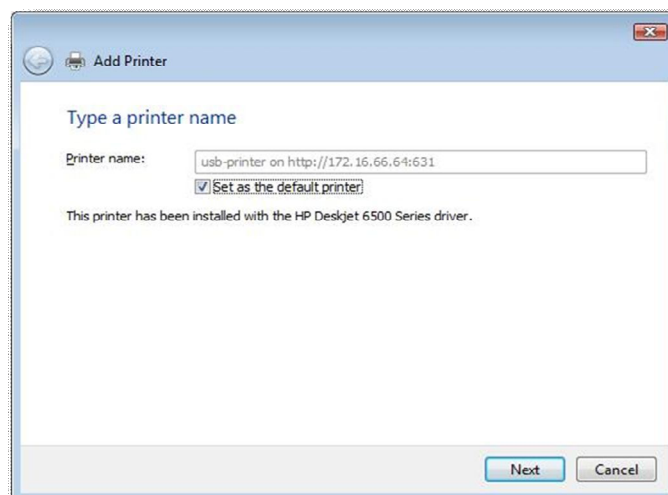 Add Printer
Type a printer name
Printer name: usb-printer on http://172.16.66.64:631
Set as the default printer
This printer has been installed with the HP Deskjet 6500 Series driver.
Next Cancel